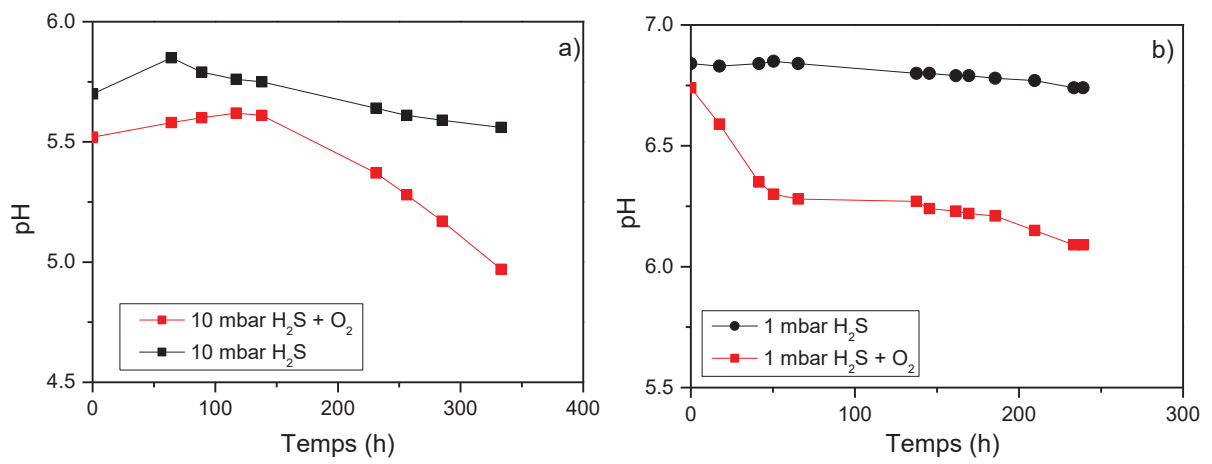 6.0
5.5
5.0
4.5
pH
a)
10 mbar H₂S + O₂
10 mbar H₂S
0
100
200
300
400
Temps (h)
7.0
6.5
6.0
5.5
pH
b)
1 mbar H₂S
1 mbar H₂S + O₂
0
100
200
300
Temps (h)